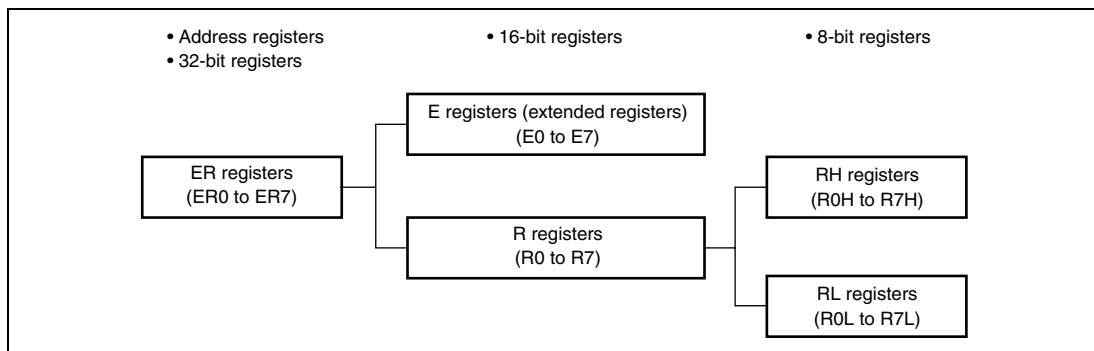 • Address registers
• 32-bit registers
• 16-bit registers
• 8-bit registers
E registers (extended registers)
(E0 to E7)
ER registers
(ER0 to ER7)
RH registers
(R0H to R7H)
R registers
(R0 to R7)
RL registers
(R0L to R7L)